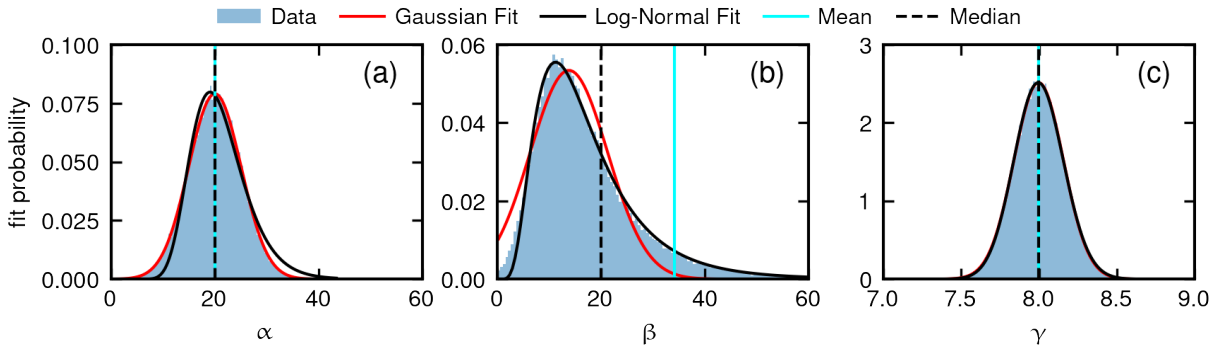 Data Gaussian Fit Log-Normal Fit Mean Median
fit probability
0.100
0.075
0.050
0.025
0.000
(a)
0 20 40 60
α
0.06
0.04
0.02
0.00
(b)
0 20 40 60
β
3
2
1
0
(c)
7.0 7.5 8.0 8.5 9.0
γ